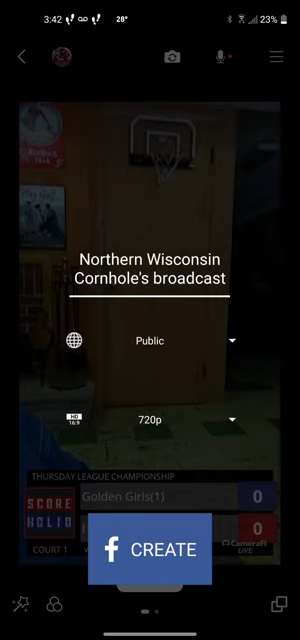 3:42
28°
23%
Northern Wisconsin
Cornhole's broadcast
Public
HD
16:9
720p
THURSDAY LEAGUE CHAMPIONSHIP
SCORE
HOLIO
Golden Girls(1)
0
0
COURT 1
CameraFi
LIVE
f CREATE